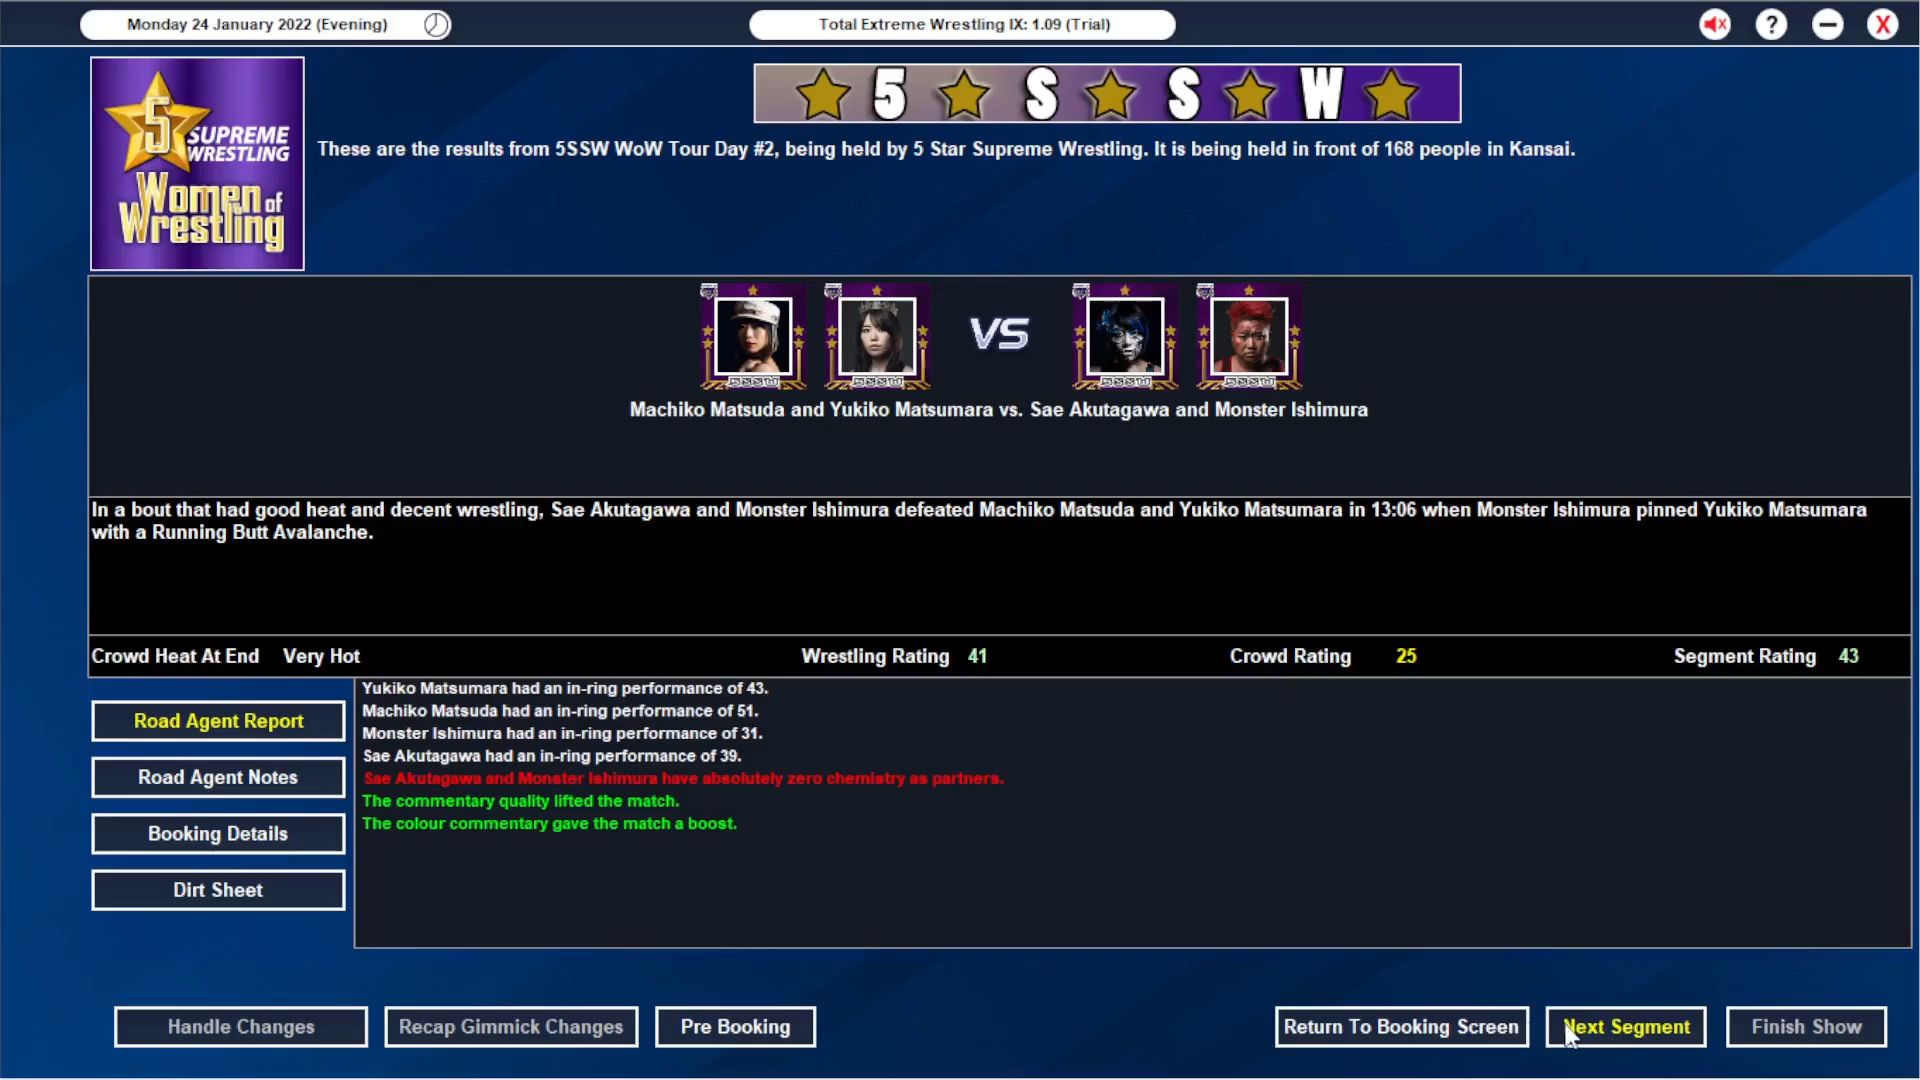 Monday 24 January 2022 (Evening)
Total Extreme Wrestling IX: 1.09 (Trial)
?
X
5 SUPREME
WRESTLING
Women of
Wrestling
5 S S W
These are the results from 5SSW WoW Tour Day #2, being held by 5 Star Supreme Wrestling. It is being held in front of 168 people in Kansai.
VS
5SSW 5SSW 5SSW 5SSW
Machiko Matsuda and Yukiko Matsumara vs. Sae Akutagawa and Monster Ishimura
In a bout that had good heat and decent wrestling, Sae Akutagawa and Monster Ishimura defeated Machiko Matsuda and Yukiko Matsumara in 13:06 when Monster Ishimura pinned Yukiko Matsumara
with a Running Butt Avalanche.
Crowd Heat At End Very Hot Wrestling Rating 41 Crowd Rating 25 Segment Rating 43
Road Agent Report
Road Agent Notes
Booking Details
Dirt Sheet
Yukiko Matsumara had an in-ring performance of 43.
Machiko Matsuda had an in-ring performance of 51.
Monster Ishimura had an in-ring performance of 31.
Sae Akutagawa had an in-ring performance of 39.
Sae Akutagawa and Monster Ishimura have absolutely zero chemistry as partners.
The commentary quality lifted the match.
The colour commentary gave the match a boost.
Handle Changes Recap Gimmick Changes Pre Booking Return To Booking Screen Next Segment Finish Show